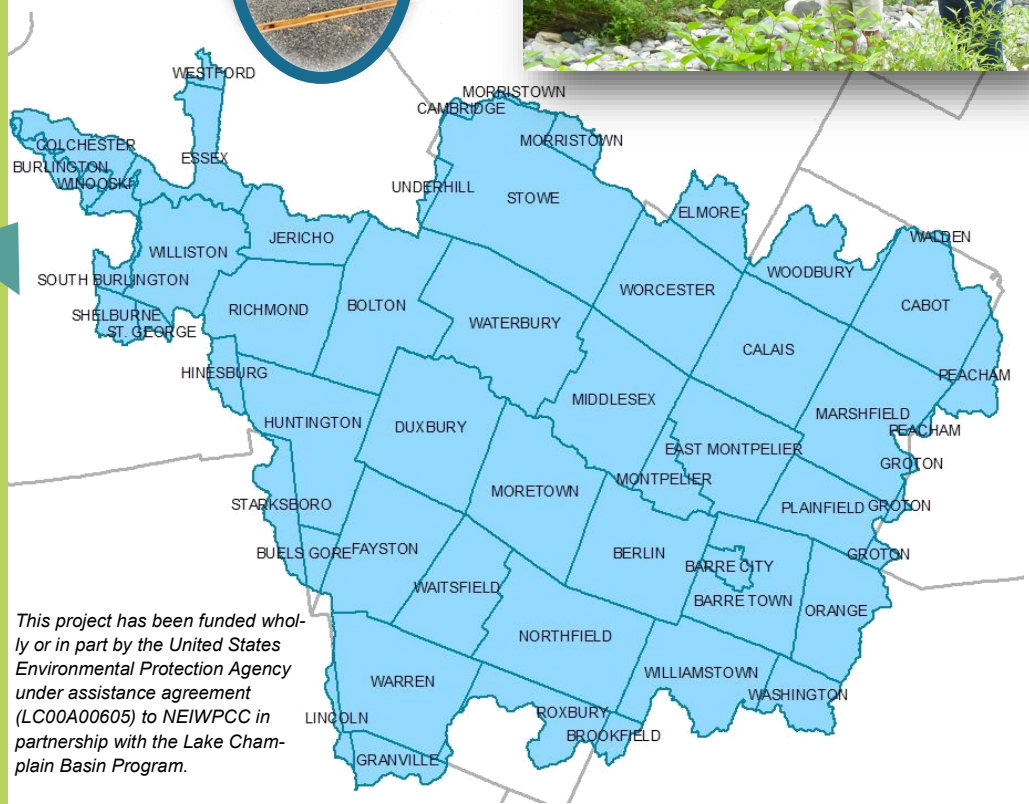 WESTFORD
MORRISTOWN
CAMBRIDGE
MORRISTOWN
COLCHESTER
ESSEX
BURLINGTON
WINOOSKI
UNDERHILL
STOWE
ELMORE
JERICHO
WALDEN
WILLISTON
WOODBURY
SOUTH BURLINGTON
WORCESTER
CABOT
RICHMOND
BOLTON
SHELBURNE
WATERBURY
ST. GEORGE
CALAIS
HINESBURG
PEACHAM
MIDDLESEX
MARSHFIELD
HUNTINGTON
DUXBURY
PEACHAM
EAST MONTPELIER
GROTON
MONTPELIER
MORETOWN
STARKSBORO
PLAINFIELD
GROTON
BUELS GORE
FAYSTON
BERLIN
GROTON
BARRE CITY
WAITSFIELD
BARRE TOWN
ORANGE
NORTHFIELD
WILLIAMSTOWN
WARREN
WASHINGTON
LINCOLN
ROXBURY
BROOKFIELD
GRANVILLE
This project has been funded whol-
ly or in part by the United States
Environmental Protection Agency
under assistance agreement
(LC00A00605) to NEIWPCC in
partnership with the Lake Cham-
plain Basin Program.